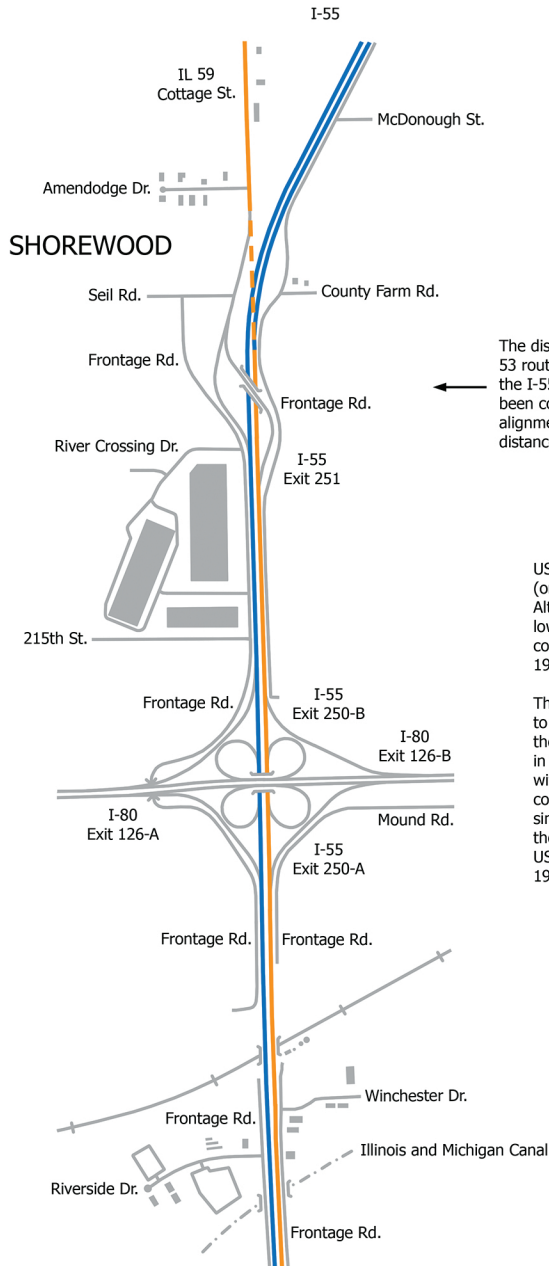 I-55
IL 59
Cottage St.
McDonough St.
Amendodge Dr.
SHOREWOOD
Seil Rd.
County Farm Rd.
Frontage Rd.
The dis
53 rout
the I-5
been co
alignme
distanc
Frontage Rd.
River Crossing Dr.
I-55
Exit 251
US
(or
Alt
low
co
19
215th St.
Frontage Rd.
I-55
Exit 250-B
Th
to
the
in
wi
co
sin
the
US
19
I-80
Exit 126-B
I-80
Exit 126-A
Mound Rd.
I-55
Exit 250-A
Frontage Rd.
Frontage Rd.
Winchester Dr.
Frontage Rd.
Illinois and Michigan Canal
Riverside Dr.
Frontage Rd.